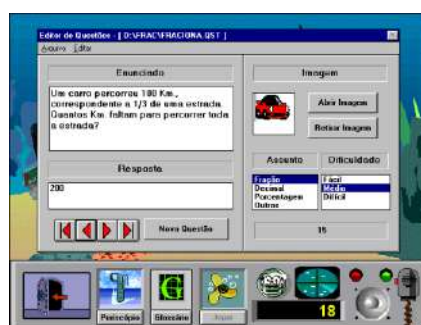 Editor de Questões - [ D:\FRAC\FRACIONA.QST ]
Arquivo Editar
Enunciado
Um carro percorreu 100 Km.,
correspondente a 1/3 de uma estrada.
Quantos Km. faltam para percorrer toda
a estrada?
Resposta
200
Nova Questão
Imagem
Abrir Imagem
Retirar Imagem
Assunto
Dificuldade
Fração
Decimal
Porcentagem
Outros
Fácil
Médio
Difícil
15
Periscópio
Glossário
18